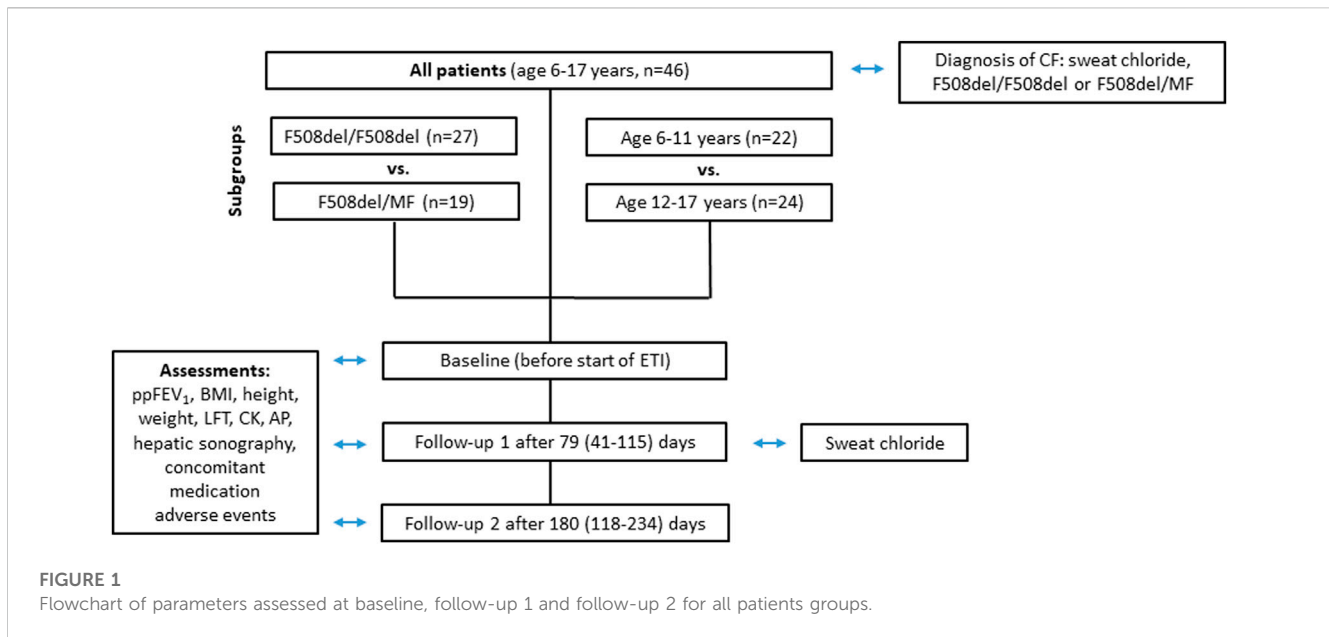 All patients (age 6-17 years, n=46)
Diagnosis of CF: sweat chloride,
F508del/F508del or F508del/MF
Subgroups
F508del/F508del (n=27)
vs.
F508del/MF (n=19)
Age 6-11 years (n=22)
vs.
Age 12-17 years (n=24)
Baseline (before start of ETI)
Assessments:
ppFEV₁, BMI, height,
weight, LFT, CK, AP,
hepatic sonography,
concomitant
medication
adverse events
Follow-up 1 after 79 (41-115) days
Sweat chloride
Follow-up 2 after 180 (118-234) days
FIGURE 1
Flowchart of parameters assessed at baseline, follow-up 1 and follow-up 2 for all patients groups.